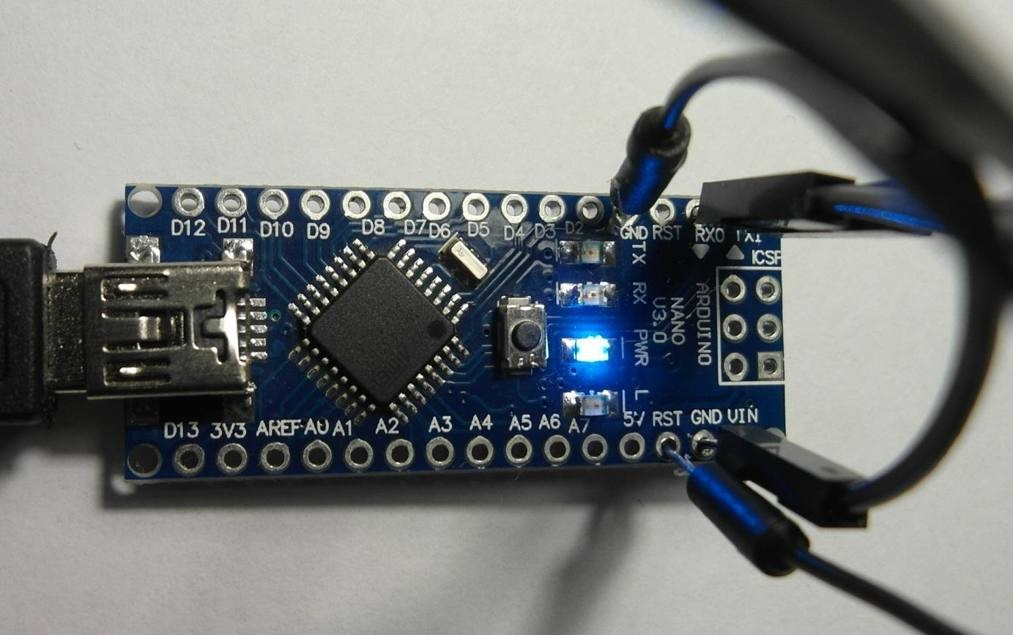 D12 D11 D10 D9 D8 D7 D6 D5 D4 D3 D2 GND RST RX0 TX1
TX
RX
PWR
L
ARDUINO
NANO
V3.0
ICSP
D13 3V3 AREF A0 A1 A2 A3 A4 A5 A6 A7 5V RST GND VIN